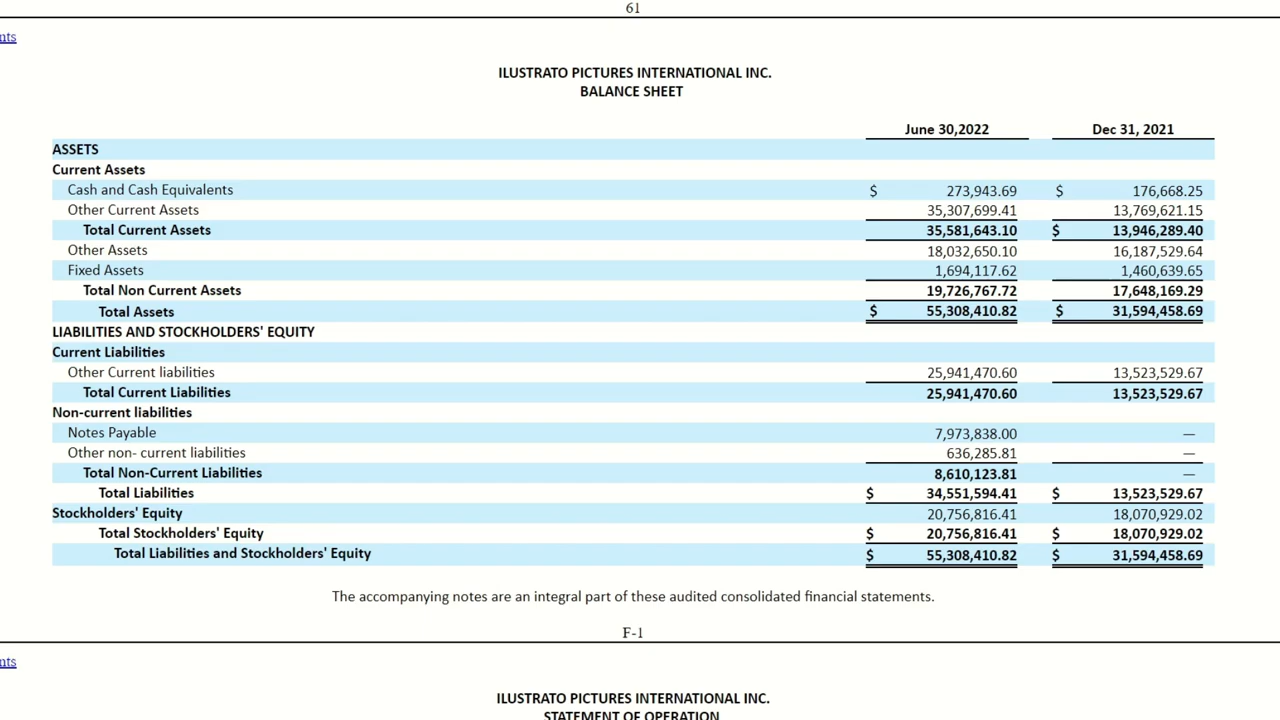 61
nts
ILUSTRATO PICTURES INTERNATIONAL INC.
BALANCE SHEET
June 30,2022 Dec 31, 2021
ASSETS
Current Assets
Cash and Cash Equivalents $ 273,943.69 $ 176,668.25
Other Current Assets 35,307,699.41 13,769,621.15
Total Current Assets 35,581,643.10 $ 13,946,289.40
Other Assets 18,032,650.10 16,187,529.64
Fixed Assets 1,694,117.62 1,460,639.65
Total Non Current Assets 19,726,767.72 17,648,169.29
Total Assets $ 55,308,410.82 $ 31,594,458.69
LIABILITIES AND STOCKHOLDERS' EQUITY
Current Liabilities
Other Current liabilities 25,941,470.60 13,523,529.67
Total Current Liabilities 25,941,470.60 13,523,529.67
Non-current liabilities
Notes Payable 7,973,838.00 —
Other non- current liabilities 636,285.81 —
Total Non-Current Liabilities 8,610,123.81 —
Total Liabilities $ 34,551,594.41 $ 13,523,529.67
Stockholders' Equity 20,756,816.41 18,070,929.02
Total Stockholders' Equity $ 20,756,816.41 $ 18,070,929.02
Total Liabilities and Stockholders' Equity $ 55,308,410.82 $ 31,594,458.69
The accompanying notes are an integral part of these audited consolidated financial statements.
F-1
nts
ILUSTRATO PICTURES INTERNATIONAL INC.
STATEMENT OF OPERATION